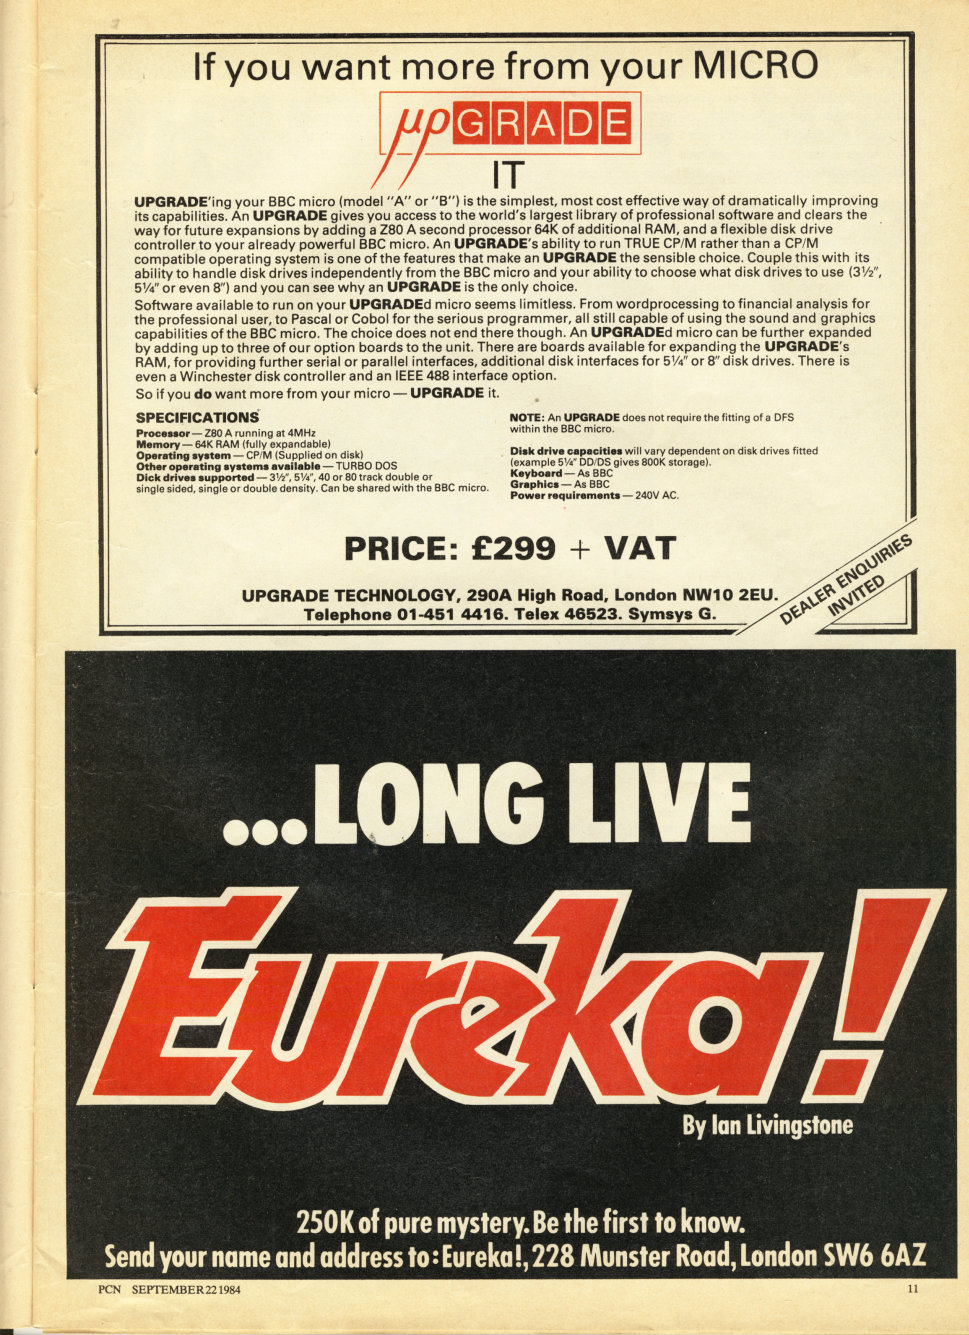 If you want more from your MICRO
µpGRADE
IT
UPGRADE'ing your BBC micro (model "A" or "B") is the simplest, most cost effective way of dramatically improving
its capabilities. An UPGRADE gives you access to the world's largest library of professional software and clears the
way for future expansions by adding a Z80 A second processor 64K of additional RAM, and a flexible disk drive
controller to your already powerful BBC micro. An UPGRADE's ability to run TRUE CP/M rather than a CP/M
compatible operating system is one of the features that make an UPGRADE the sensible choice. Couple this with its
ability to handle disk drives independently from the BBC micro and your ability to choose what disk drives to use (3½",
5¼" or even 8") and you can see why an UPGRADE is the only choice.
Software available to run on your UPGRADEd micro seems limitless. From wordprocessing to financial analysis for
the professional user, to Pascal or Cobol for the serious programmer, all still capable of using the sound and graphics
capabilities of the BBC micro. The choice does not end there though. An UPGRADEd micro can be further expanded
by adding up to three of our option boards to the unit. There are boards available for expanding the UPGRADE's
RAM, for providing further serial or parallel interfaces, additional disk interfaces for 5¼" or 8" disk drives. There is
even a Winchester disk controller and an IEEE 488 interface option.
So if you do want more from your micro — UPGRADE it.
SPECIFICATIONS
Processor — Z80 A running at 4MHz
Memory — 64K RAM (fully expandable)
Operating system — CP/M (Supplied on disk)
Other operating systems available — TURBO DOS
Dick drives supported — 3½", 5¼", 40 or 80 track double or
single sided, single or double density. Can be shared with the BBC micro.
NOTE: An UPGRADE does not require the fitting of a DFS
within the BBC micro.
Disk drive capacities will vary dependent on disk drives fitted
(example 5¼" DD/DS gives 800K storage).
Keyboard — As BBC
Graphics — As BBC
Power requirements — 240V AC.
PRICE: £299 + VAT
UPGRADE TECHNOLOGY, 290A High Road, London NW10 2EU.
Telephone 01-451 4416. Telex 46523. Symsys G.
DEALER ENQUIRIES
INVITED
...LONG LIVE
Eureka!
By Ian Livingstone
250K of pure mystery. Be the first to know.
Send your name and address to: Eureka!, 228 Munster Road, London SW6 6AZ
PCN SEPTEMBER 22 1984
11